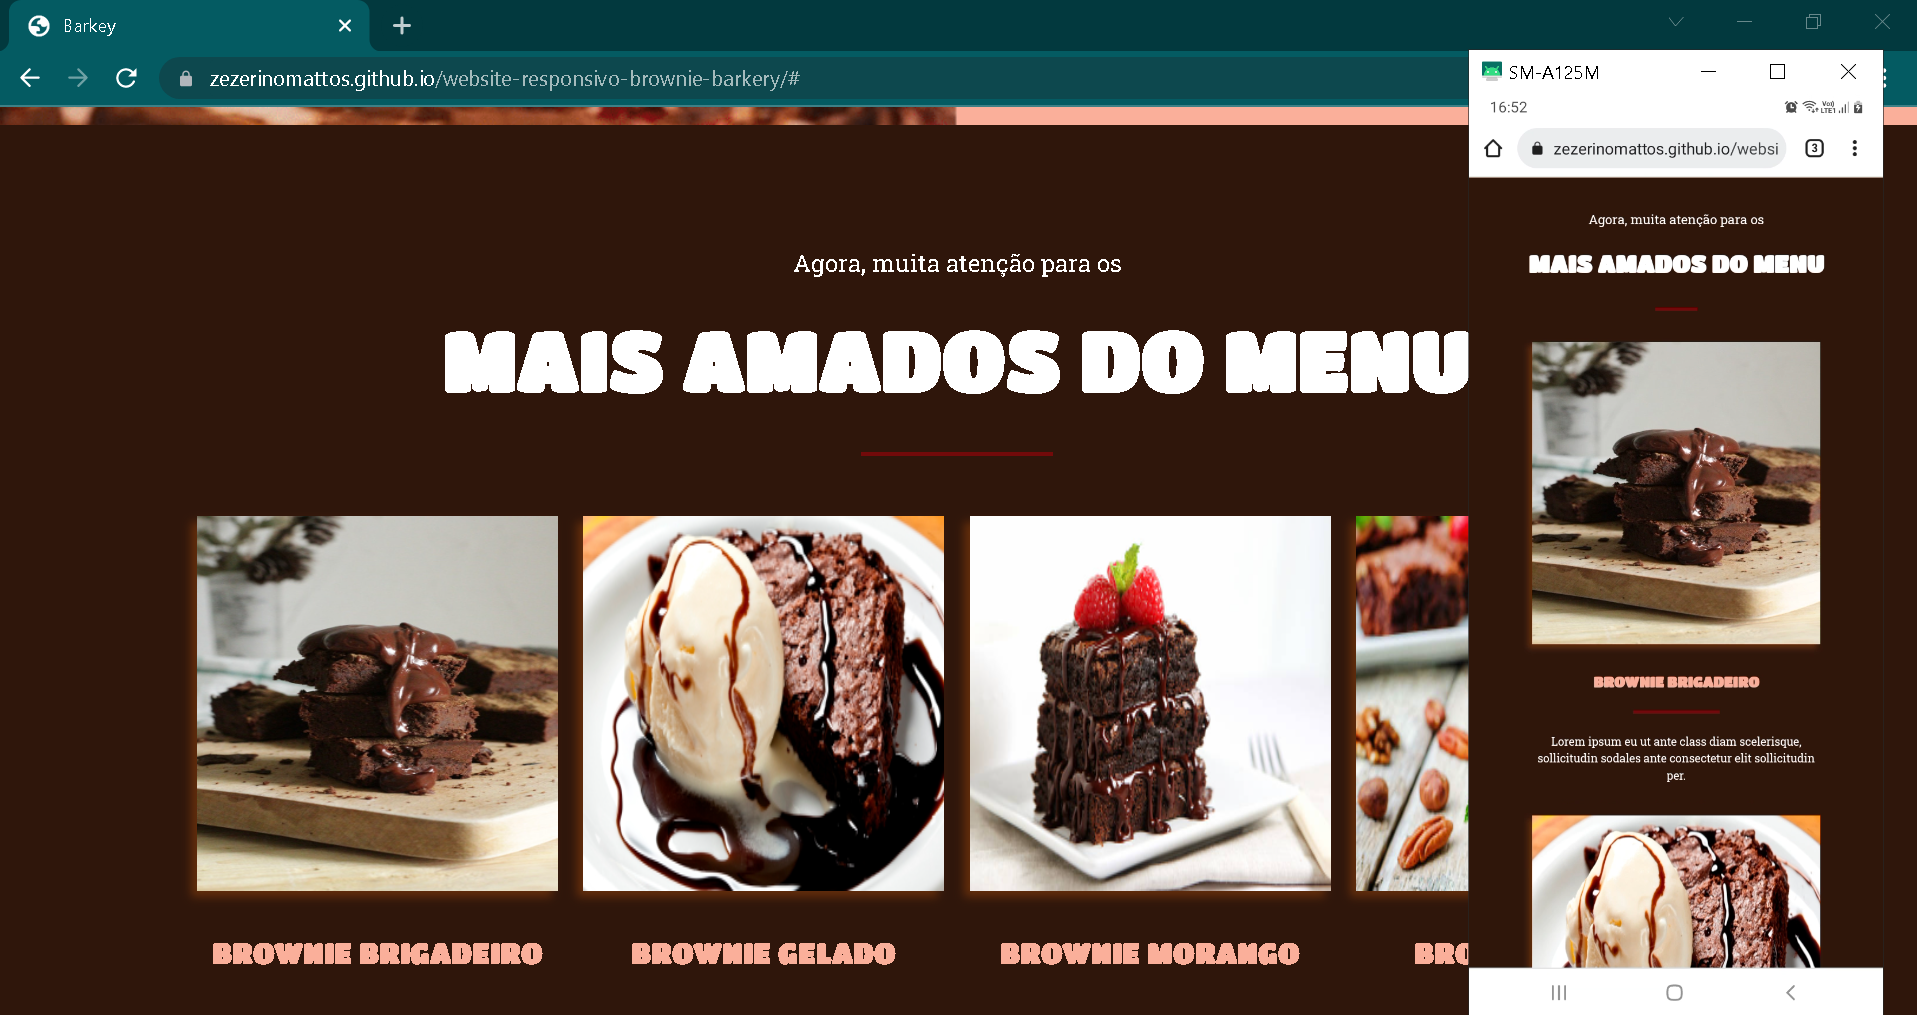 Barkey
zezerinomattos.github.io/website-responsivo-brownie-barkery/#
Agora, muita atenção para os
MAIS AMADOS DO MENU
BROWNIE BRIGADEIRO
BROWNIE GELADO
BROWNIE MORANGO
BRO
SM-A125M
16:52
Vo)
LTE1
zezerinomattos.github.io/websi
3
Agora, muita atenção para os
MAIS AMADOS DO MENU
BROWNIE BRIGADEIRO
Lorem ipsum eu ut ante class diam scelerisque,
sollicitudin sodales ante consectetur elit sollicitudin
per.